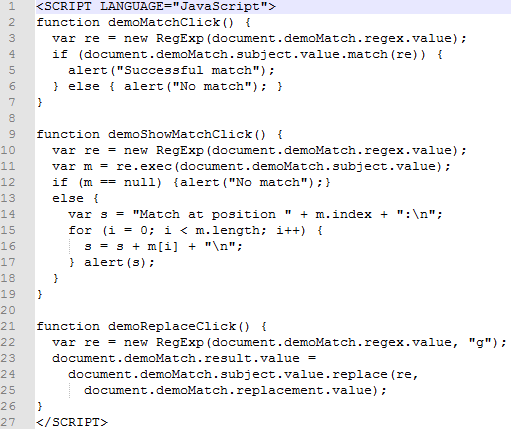 1 <SCRIPT LANGUAGE="JavaScript">
2 function demoMatchClick() {
3   var re = new RegExp(document.demoMatch.regex.value);
4   if (document.demoMatch.subject.value.match(re)) {
5     alert("Successful match");
6   } else { alert("No match"); }
7 }
8
9 function demoShowMatchClick() {
10   var re = new RegExp(document.demoMatch.regex.value);
11   var m = re.exec(document.demoMatch.subject.value);
12   if (m == null) {alert("No match");}
13   else {
14     var s = "Match at position " + m.index + ":\n";
15     for (i = 0; i < m.length; i++) {
16       s = s + m[i] + "\n";
17     } alert(s);
18   }
19 }
20
21 function demoReplaceClick() {
22   var re = new RegExp(document.demoMatch.regex.value, "g");
23   document.demoMatch.result.value =
24     document.demoMatch.subject.value.replace(re,
25       document.demoMatch.replacement.value);
26 }
27 </SCRIPT>